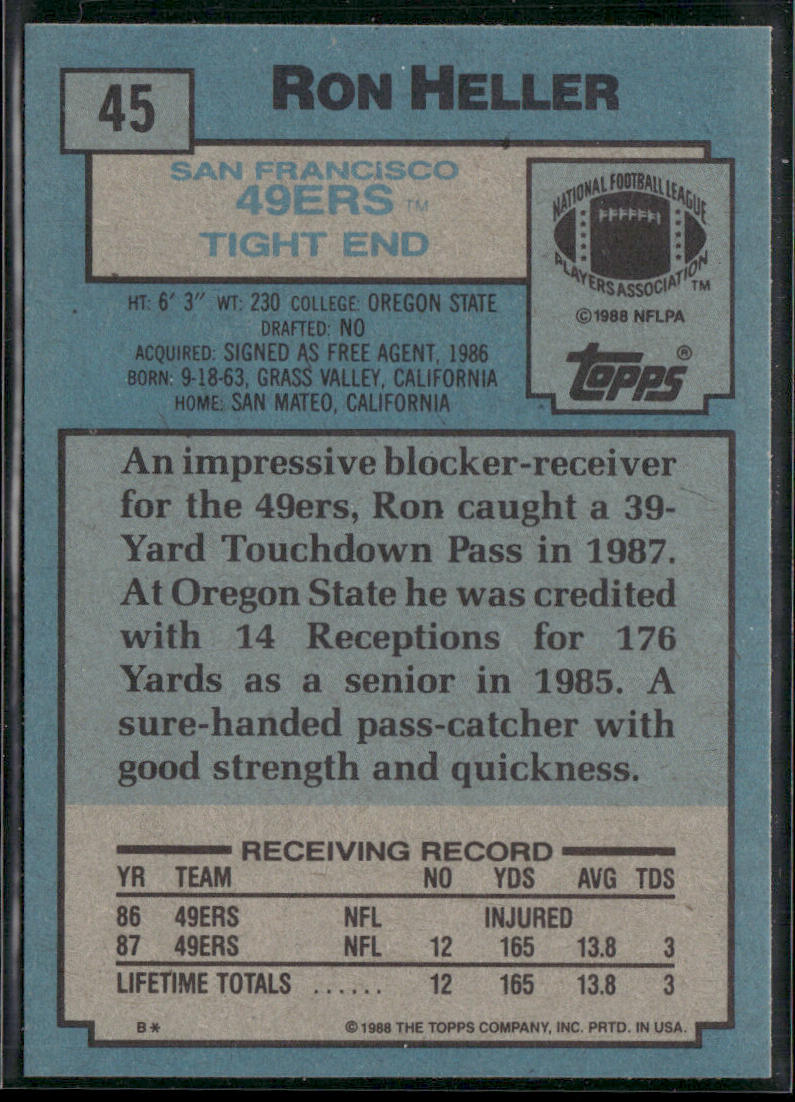 45
RON HELLER
SAN FRANCISCO
49ERS TM
TIGHT END
NATIONAL FOOTBALL LEAGUE
PLAYERS ASSOCIATION TM
©1988 NFLPA
topps®
HT: 6' 3" WT: 230 COLLEGE: OREGON STATE
DRAFTED: NO
ACQUIRED: SIGNED AS FREE AGENT, 1986
BORN: 9-18-63, GRASS VALLEY, CALIFORNIA
HOME: SAN MATEO, CALIFORNIA
An impressive blocker-receiver
for the 49ers, Ron caught a 39-
Yard Touchdown Pass in 1987.
At Oregon State he was credited
with 14 Receptions for 176
Yards as a senior in 1985. A
sure-handed pass-catcher with
good strength and quickness.
RECEIVING RECORD
YR TEAM NO YDS AVG TDS
86 49ERS NFL INJURED
87 49ERS NFL 12 165 13.8 3
LIFETIME TOTALS ...... 12 165 13.8 3
B* ©1988 THE TOPPS COMPANY, INC. PRTD. IN USA.